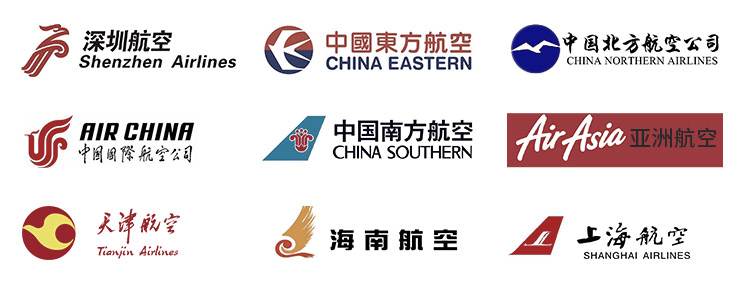 深圳航空
Shenzhen Airlines
中國東方航空
CHINA EASTERN
中国北方航空公司
CHINA NORTHERN AIRLINES
AIR CHINA
中国国際航空公司
中国南方航空
CHINA SOUTHERN
AirAsia 亚洲航空
天津航空
Tianjin Airlines
海南航空
上海航空
SHANGHAI AIRLINES